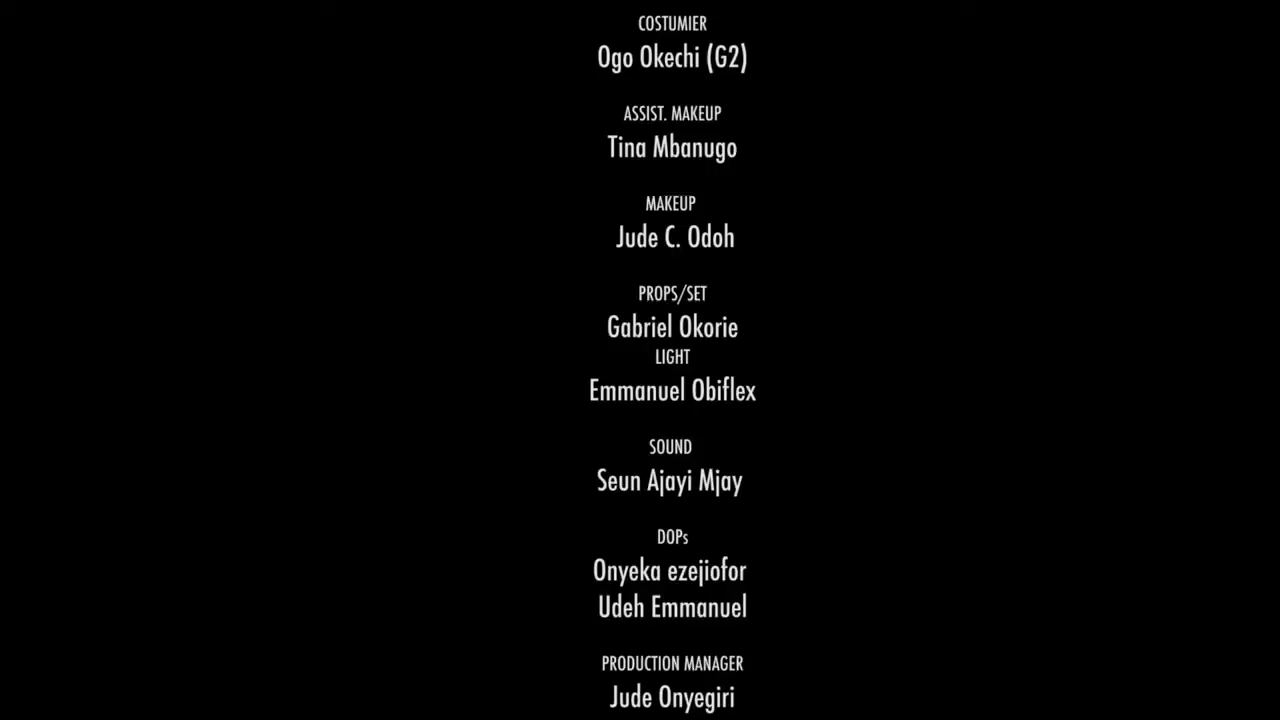 COSTUMIER
Ogo Okechi (G2)
ASSIST. MAKEUP
Tina Mbanugo
MAKEUP
Jude C. Odoh
PROPS/SET
Gabriel Okorie
LIGHT
Emmanuel Obiflex
SOUND
Seun Ajayi Mjay
DOPs
Onyeka ezejiofor
Udeh Emmanuel
PRODUCTION MANAGER
Jude Onyegiri